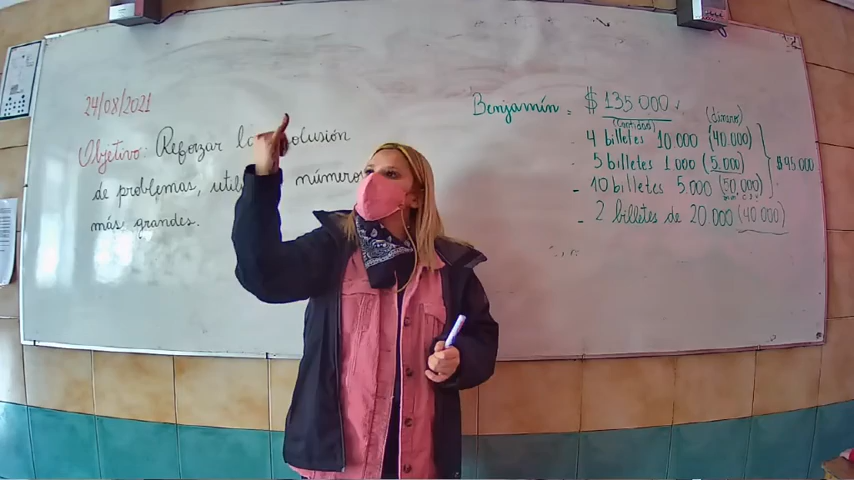 24/08/2021
Objetivo: Reforzar la olusión
de problemas, números
más grandes.
Benjamín = $ 135.000
(Cantidad) (dinero)
4 billetes 10.000 (40.000)
5 billetes 1.000 (5.000)
- 10 billetes 5.000 (50.000)
- 2 billetes de 20.000 (40.000)
$95.000